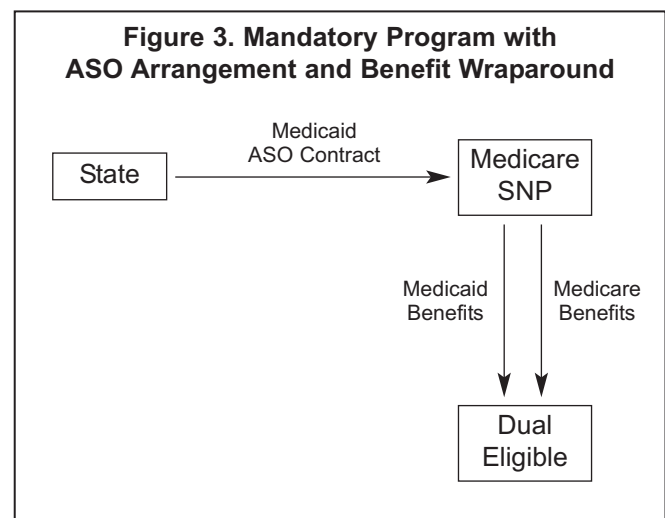 Figure 3. Mandatory Program with
ASO Arrangement and Benefit Wraparound
Medicaid
ASO Contract
State
Medicare
SNP
Medicaid
Benefits
Medicare
Benefits
Dual
Eligible